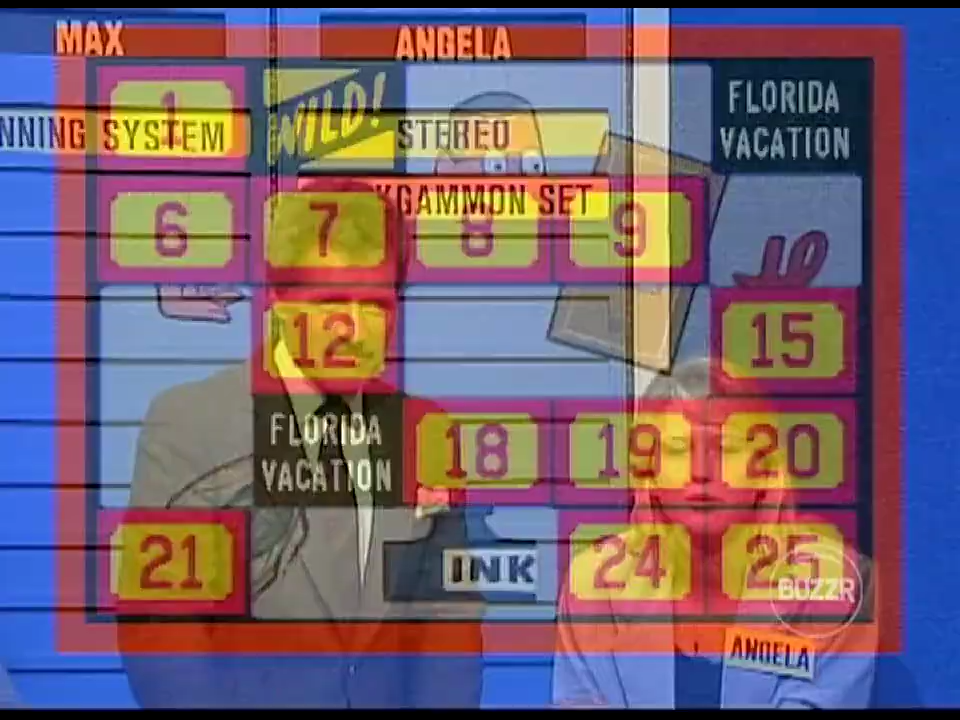 MAX
ANGELA
1
WILD!
FLORIDA
VACATION
NNING SYSTEM
STEREO
KGAMMON SET
6
7
8
9
12
15
FLORIDA
VACATION
18
19
20
21
INK
24
25
BUZZR
ANGELA